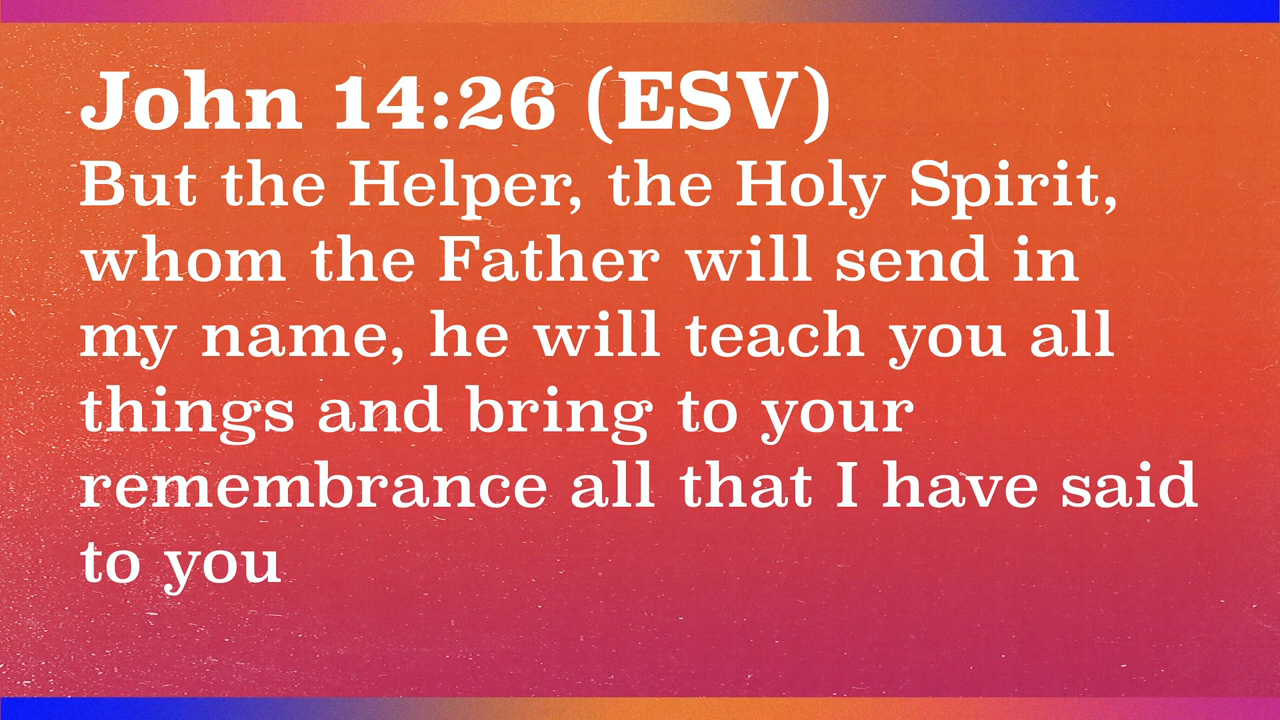 John 14:26 (ESV)
But the Helper, the Holy Spirit,
whom the Father will send in
my name, he will teach you all
things and bring to your
remembrance all that I have said
to you